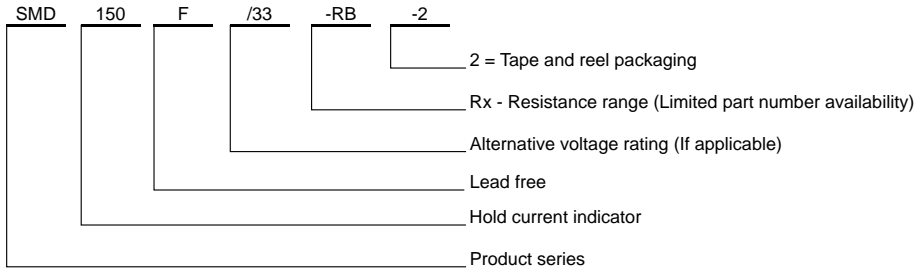 SMD 150 F /33 -RB -2
2 = Tape and reel packaging
Rx - Resistance range (Limited part number availability)
Alternative voltage rating (If applicable)
Lead free
Hold current indicator
Product series